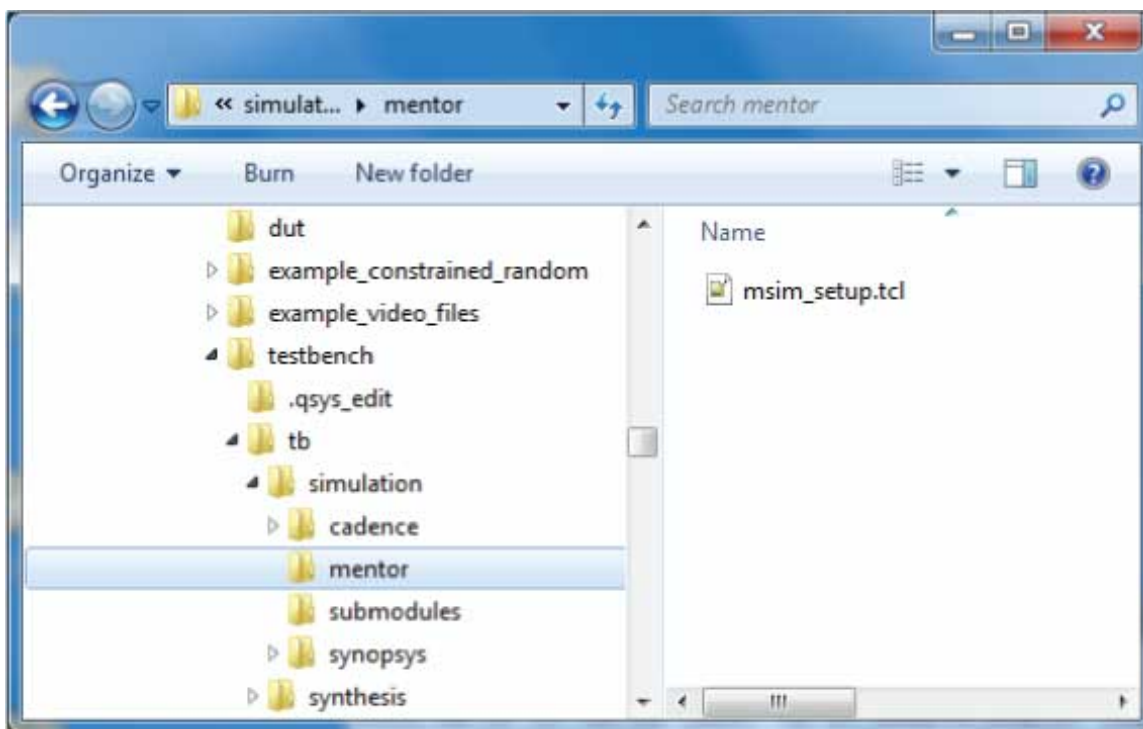 « simulat... ▸ mentor
Search mentor
Organize
Burn
New folder
dut
example_constrained_random
example_video_files
testbench
.qsys_edit
tb
simulation
cadence
mentor
submodules
synopsys
synthesis
Name
msim_setup.tcl